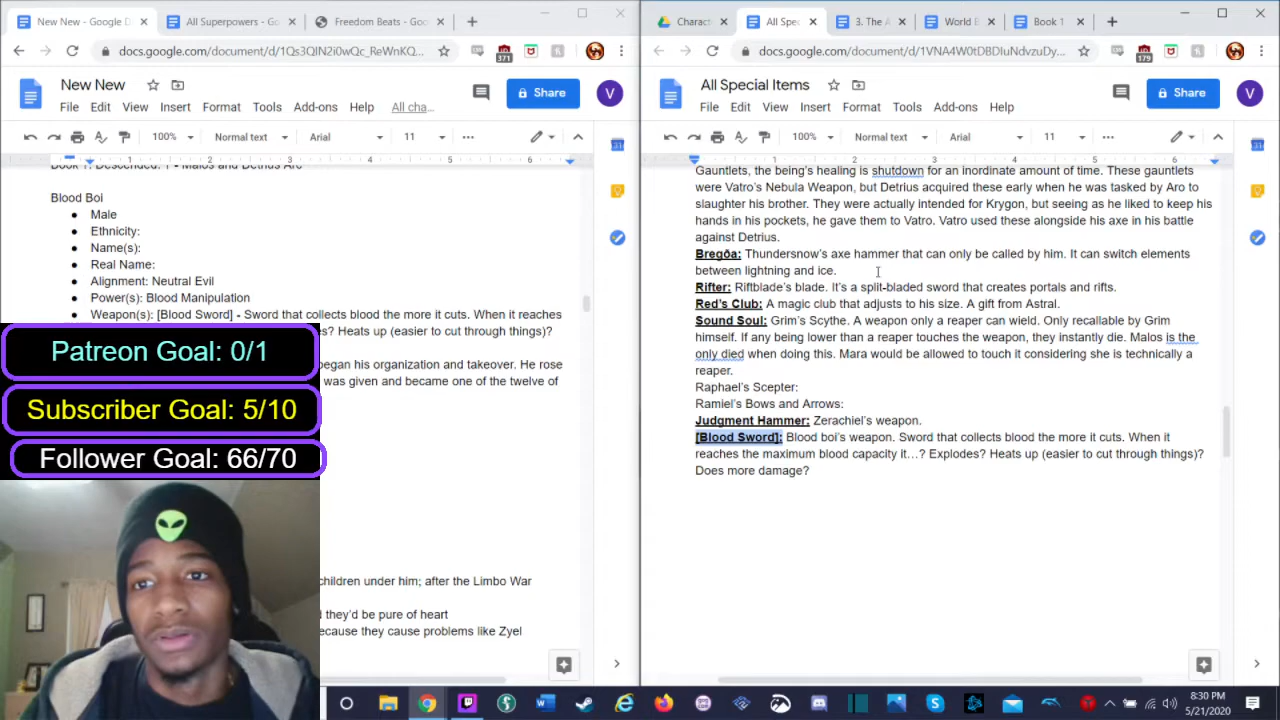 New New - Google D
All Superpowers - Go
Freedom Beats - Go
docs.google.com/document/d/1Qs3QIN2i0wQc_ReWnKQ...
371
New New
Share
V
File Edit View Insert Format Tools Add-ons Help All cha...
100% Normal text Arial 11
Blood Boi
Male
Ethnicity:
Name(s):
Real Name:
Alignment: Neutral Evil
Power(s): Blood Manipulation
Weapon(s): [Blood Sword] - Sword that collects blood the more it cuts. When it reaches
es? Heats up (easier to cut through things)?
began his organization and takeover. He rose
was given and became one of the twelve of
children under him; after the Limbo War
d they'd be pure of heart
because they cause problems like Zyel
Patreon Goal: 0/1
Subscriber Goal: 5/10
Follower Goal: 66/70
Charact
All Spec
3. The A
World B
Book 1
docs.google.com/document/d/1VNA4W0tDBDIuNdvzuDy...
179
All Special Items
Share
V
File Edit View Insert Format Tools Add-ons Help
100% Normal text Arial 11
Gauntlets, the being's healing is shutdown for an inordinate amount of time. These gauntlets
were Vatro's Nebula Weapon, but Detrius acquired these early when he was tasked by Aro to
slaughter his brother. They were actually intended for Krygon, but seeing as he liked to keep his
hands in his pockets, he gave them to Vatro. Vatro used these alongside his axe in his battle
against Detrius.
Bregða: Thundersnow's axe hammer that can only be called by him. It can switch elements
between lightning and ice.
Rifter: Riftblade's blade. It's a split-bladed sword that creates portals and rifts.
Red's Club: A magic club that adjusts to his size. A gift from Astral.
Sound Soul: Grim's Scythe. A weapon only a reaper can wield. Only recallable by Grim
himself. If any being lower than a reaper touches the weapon, they instantly die. Malos is the
only died when doing this. Mara would be allowed to touch it considering she is technically a
reaper.
Raphael's Scepter:
Ramiel's Bows and Arrows:
Judgment Hammer: Zerachiel's weapon.
[Blood Sword]: Blood boi's weapon. Sword that collects blood the more it cuts. When it
reaches the maximum blood capacity it...? Explodes? Heats up (easier to cut through things)?
Does more damage?
8:30 PM
5/21/2020